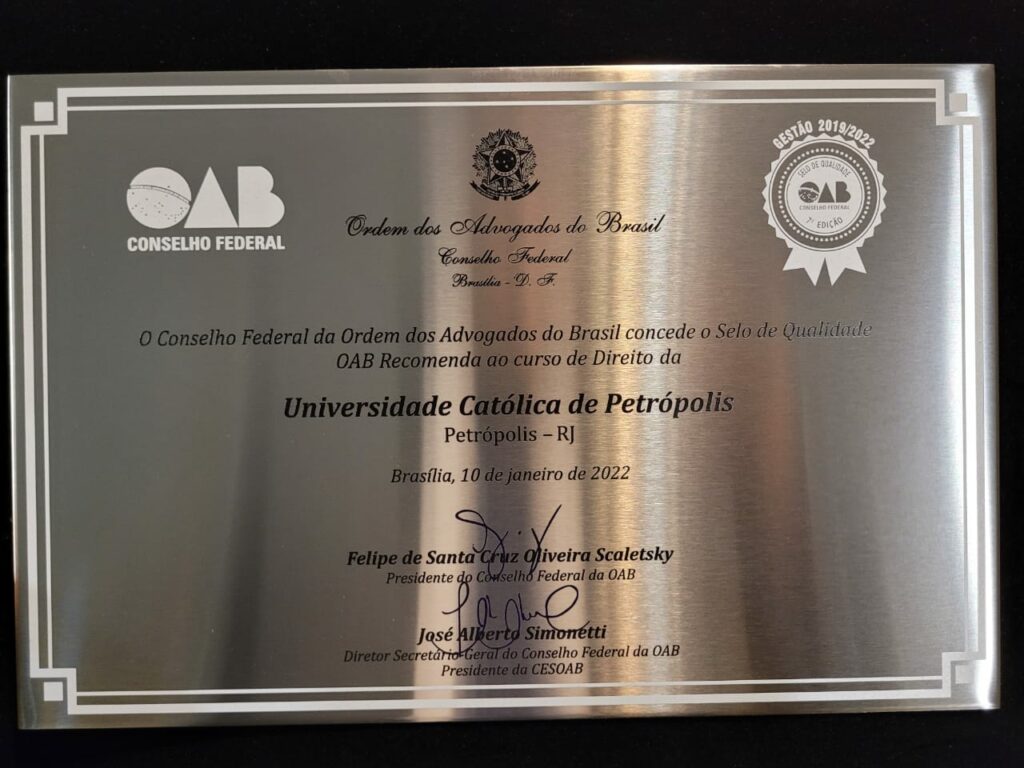 OAB
CONSELHO FEDERAL
Ordem dos Advogados do Brasil
Conselho Federal
Brasília - D. F.
GESTÃO 2019/2022
SELO DE QUALIDADE
OAB
CONSELHO FEDERAL
7ª EDIÇÃO
O Conselho Federal da Ordem dos Advogados do Brasil concede o Selo de Qualidade
OAB Recomenda ao curso de Direito da
Universidade Católica de Petrópolis
Petrópolis – RJ
Brasília, 10 de janeiro de 2022
Felipe de Santa Cruz Oliveira Scaletsky
Presidente do Conselho Federal da OAB
José Alberto Simonetti
Diretor Secretário-Geral do Conselho Federal da OAB
Presidente da CESOAB